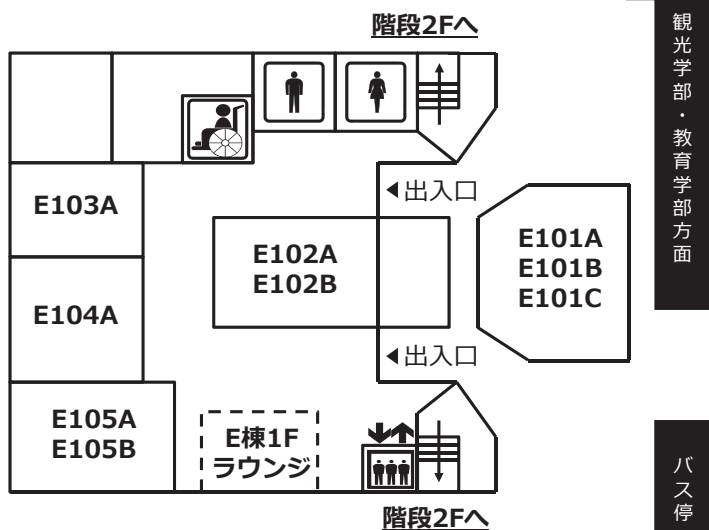 階段2Fへ
観光学部・教育学部方面
出入口
E103A
E102A
E102B
E101A
E101B
E101C
E104A
出入口
E105A
E105B
E棟1F
ラウンジ
バス停
階段2Fへ